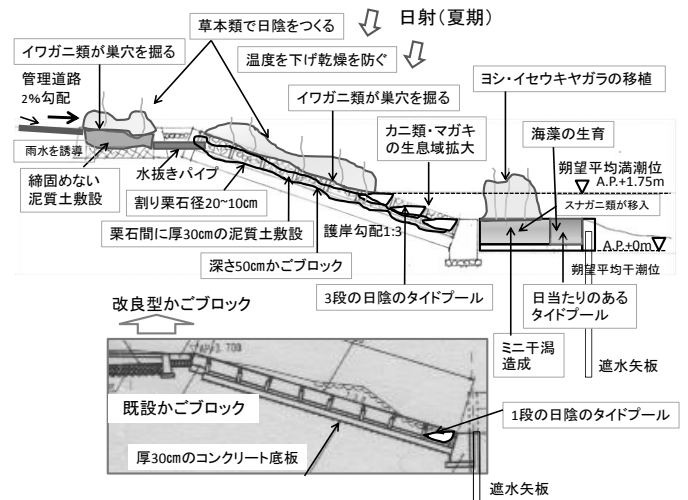 草本類で日陰をつくる
日射(夏期)
イワガニ類が巣穴を掘る
温度を下げ乾燥を防ぐ
ヨシ・イセウキヤガラの移植
管理道路
2%勾配
イワガニ類が巣穴を掘る
カニ類・マガキ
の生息域拡大
海藻の生育
朔望平均満潮位
A.P.+1.75m
雨水を誘導
水抜きパイプ
スナガニ類が移入
締固めない
泥質土敷設
割り栗石径20~10cm
栗石間に厚30cmの泥質土敷設
護岸勾配1:3
A.P.+0m
深さ50cmかごブロック
朔望平均干潮位
3段の日陰のタイドプール
日当たりのある
タイドプール
改良型かごブロック
ミニ干潟
造成
遮水矢板
既設かごブロック
1段の日陰のタイドプール
厚30cmのコンクリート底板
遮水矢板